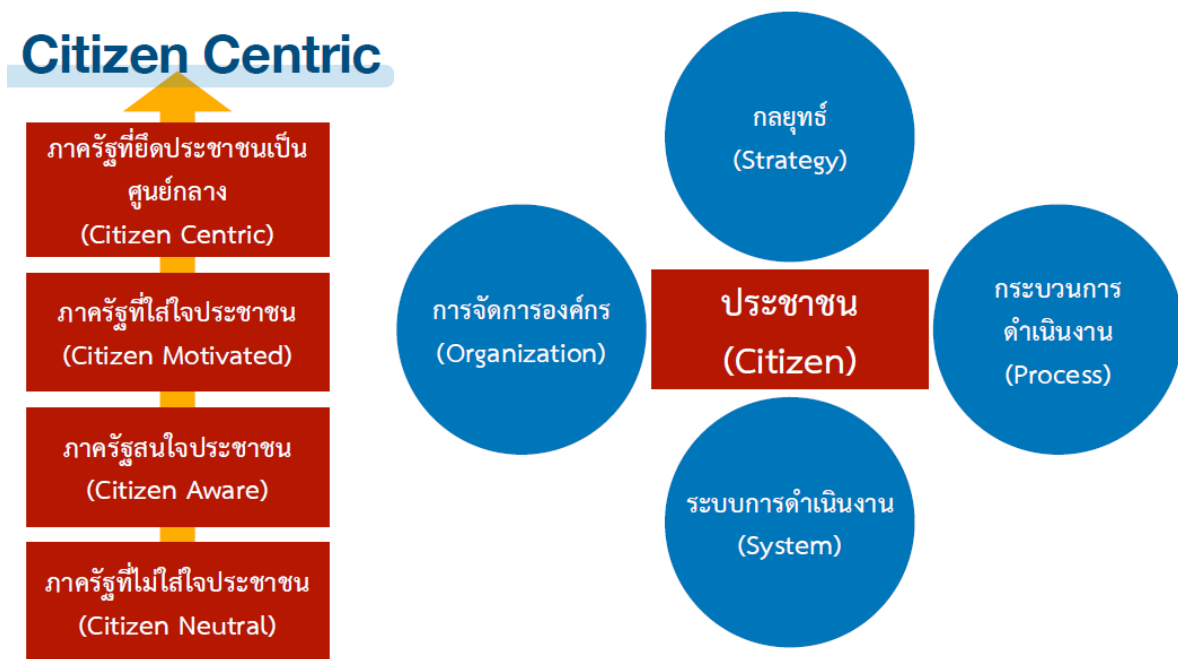 Citizen Centric
ภาครัฐที่ยึดประชาชนเป็น
ศูนย์กลาง
(Citizen Centric)
ภาครัฐที่ใส่ใจประชาชน
(Citizen Motivated)
ภาครัฐสนใจประชาชน
(Citizen Aware)
ภาครัฐที่ไม่ใส่ใจประชาชน
(Citizen Neutral)
กลยุทธ์
(Strategy)
การจัดการองค์กร
(Organization)
ประชาชน
(Citizen)
กระบวนการ
ดำเนินงาน
(Process)
ระบบการดำเนินงาน
(System)